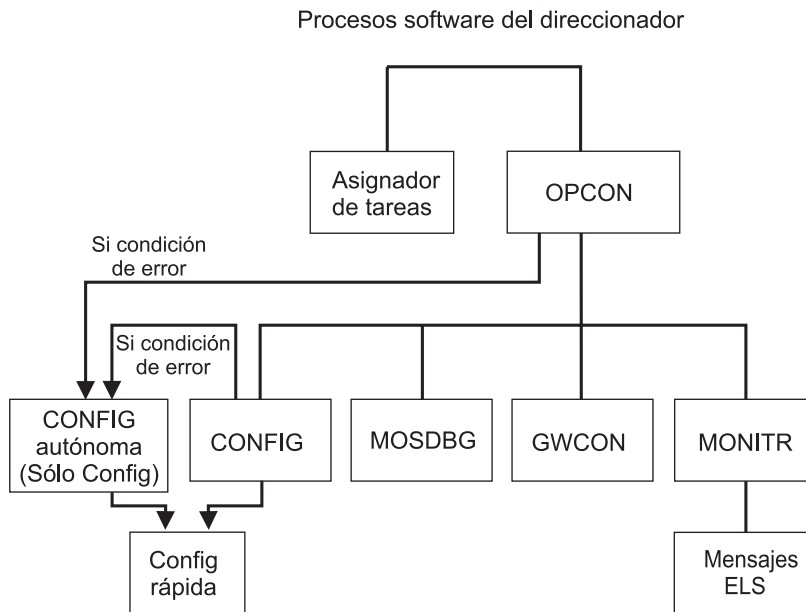 Procesos software del direccionador
Asignador
de tareas
OPCON
Si condición
de error
Si condición
de error
CONFIG
autónoma
(Sólo Config)
CONFIG
MOSDBG
GWCON
MONITR
Config
rápida
Mensajes
ELS